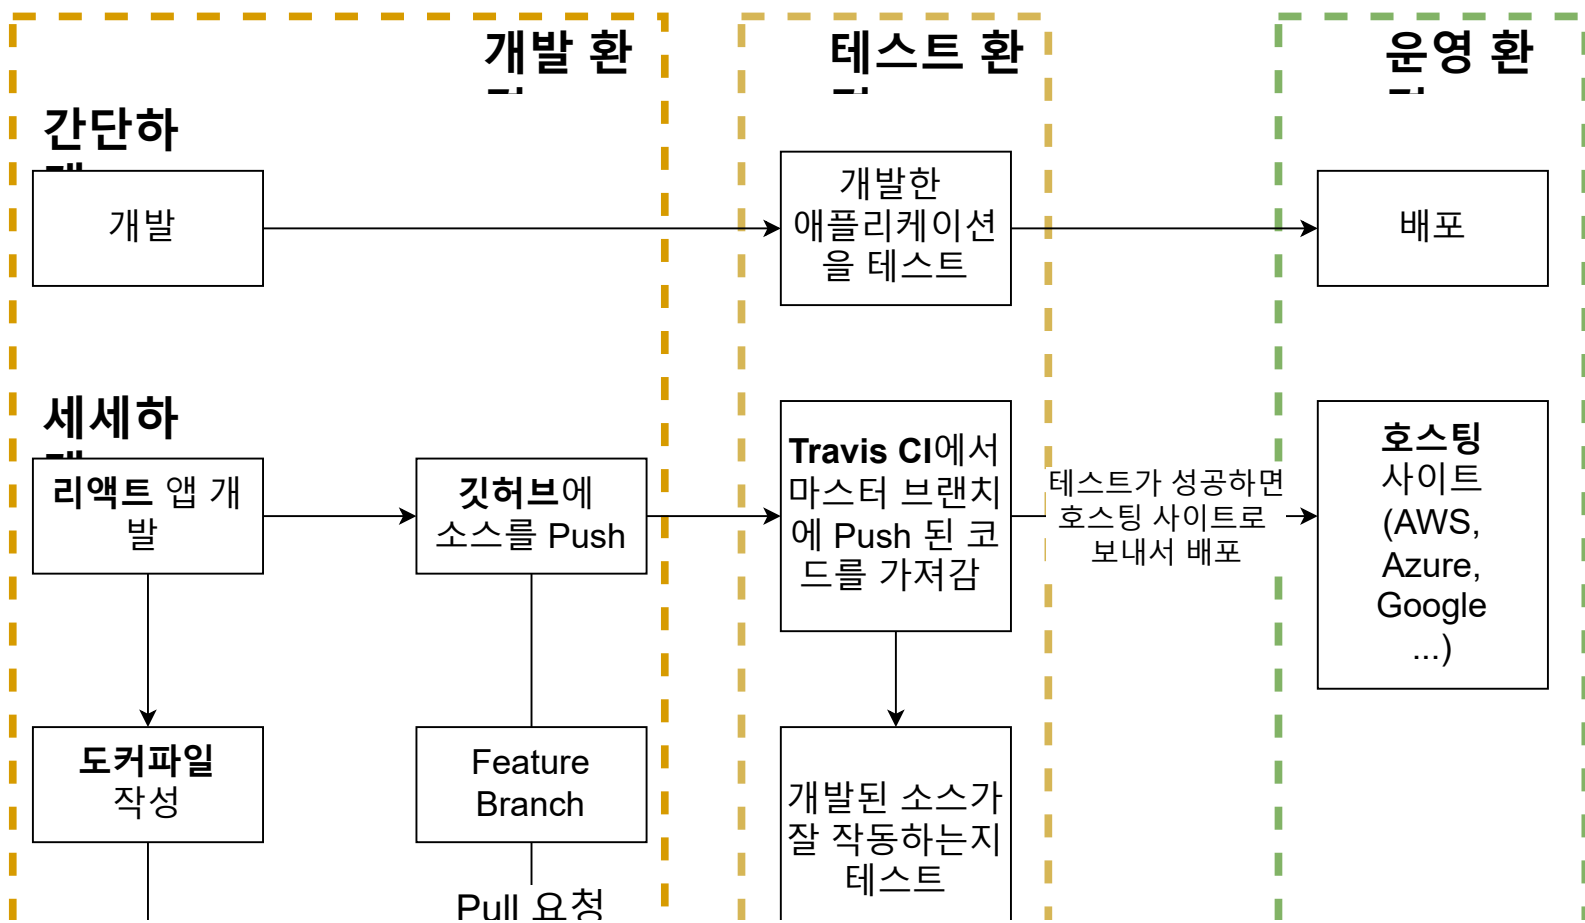 개발 환
테스트 환
운영 환
간단하
개발
개발한
애플리케이션
을 테스트
배포
세세하
리액트 앱 개
발
깃허브에
소스를 Push
Travis CI에서
마스터 브랜치
에 Push 된 코
드를 가져감
테스트가 성공하면
호스팅 사이트로
보내서 배포
호스팅
사이트
(AWS,
Azure,
Google
...)
도커파일
작성
Feature
Branch
개발된 소스가
잘 작동하는지
테스트
Pull 요청